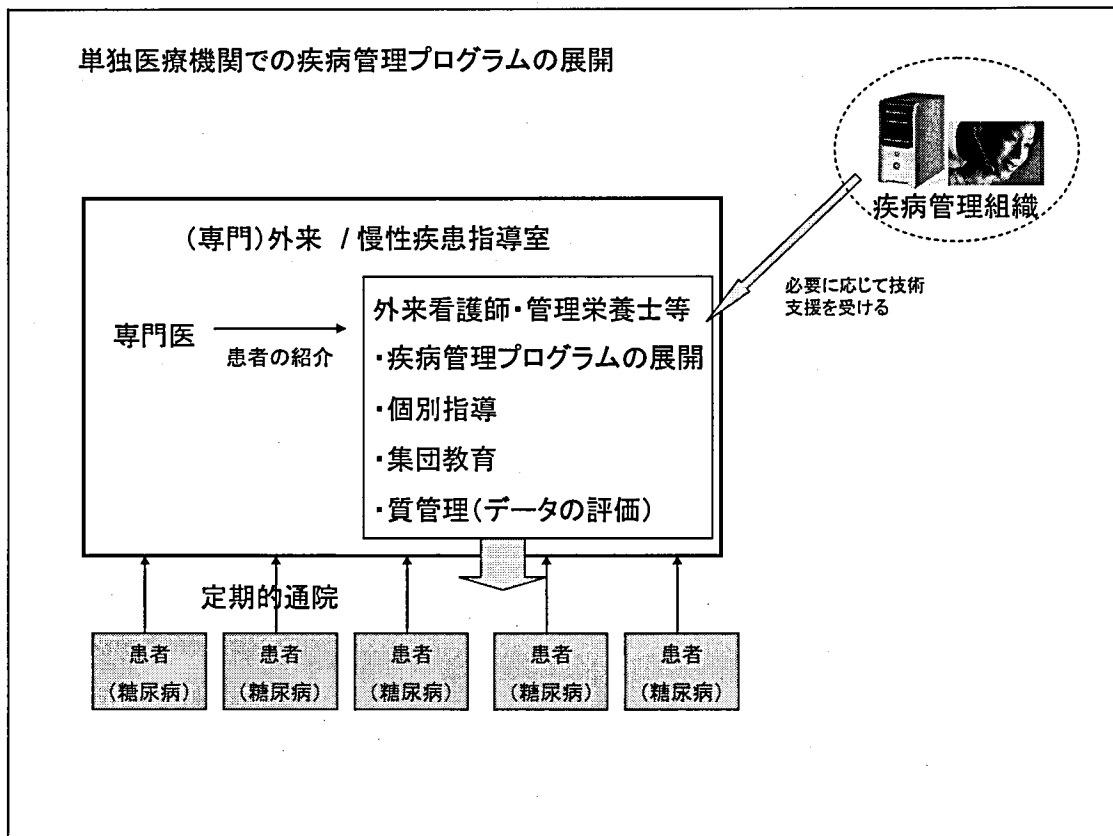 単独医療機関での疾病管理プログラムの展開
疾病管理組織
必要に応じて技術
支援を受ける
(専門)外来 / 慢性疾患指導室
専門医
患者の紹介
外来看護師・管理栄養士等
・疾病管理プログラムの展開
・個別指導
・集団教育
・質管理(データの評価)
定期的通院
患者
(糖尿病)
患者
(糖尿病)
患者
(糖尿病)
患者
(糖尿病)
患者
(糖尿病)